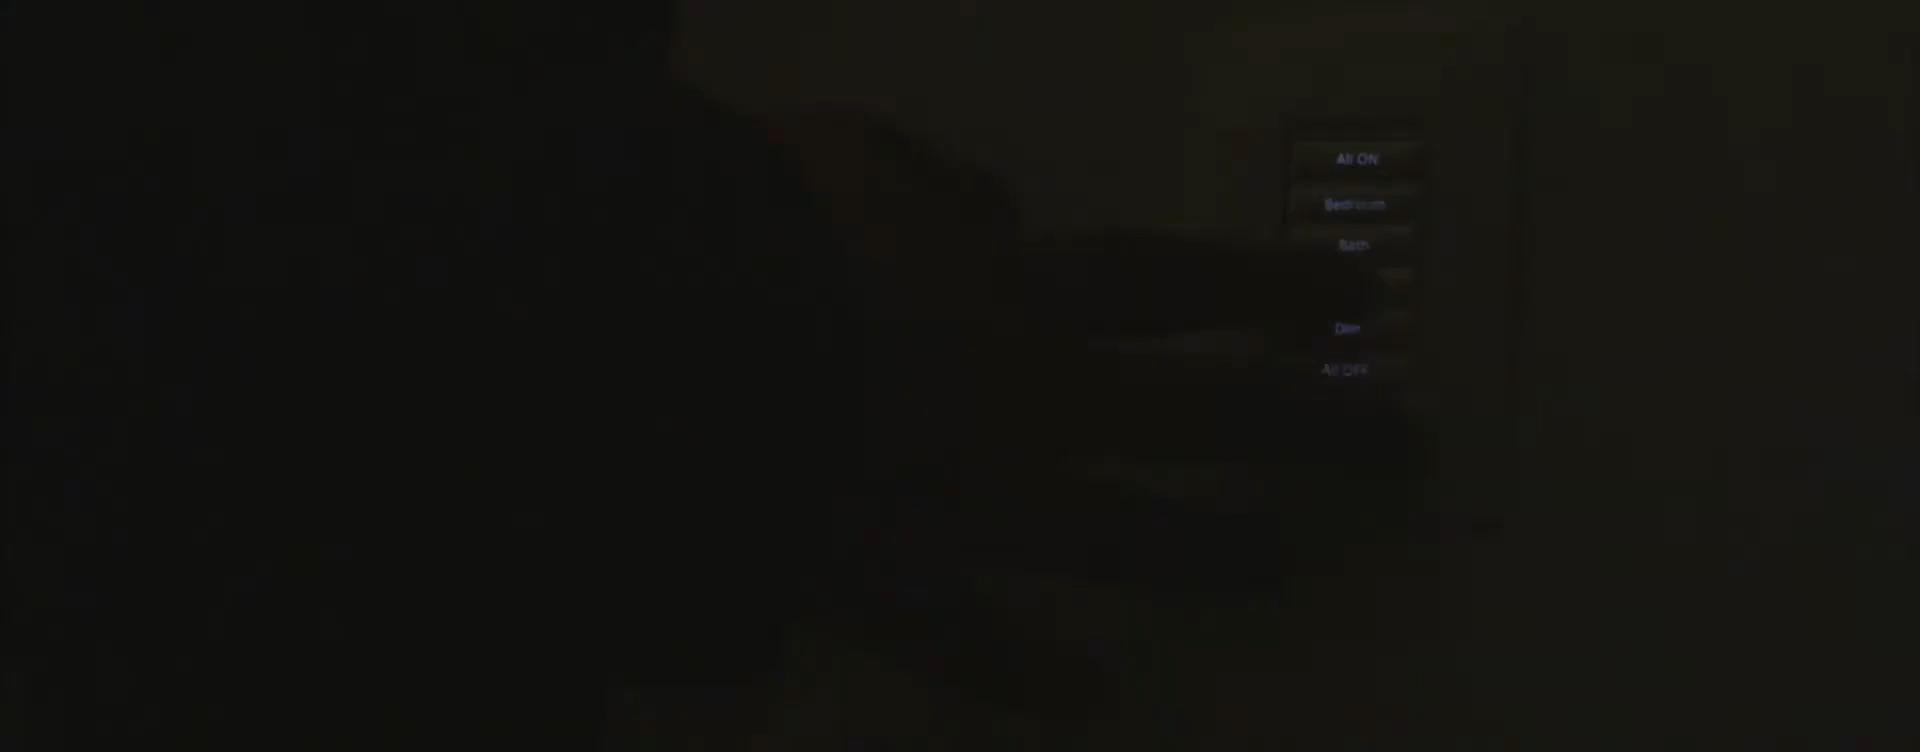 All ON
Bedroom
Bath
Dim
All OFF